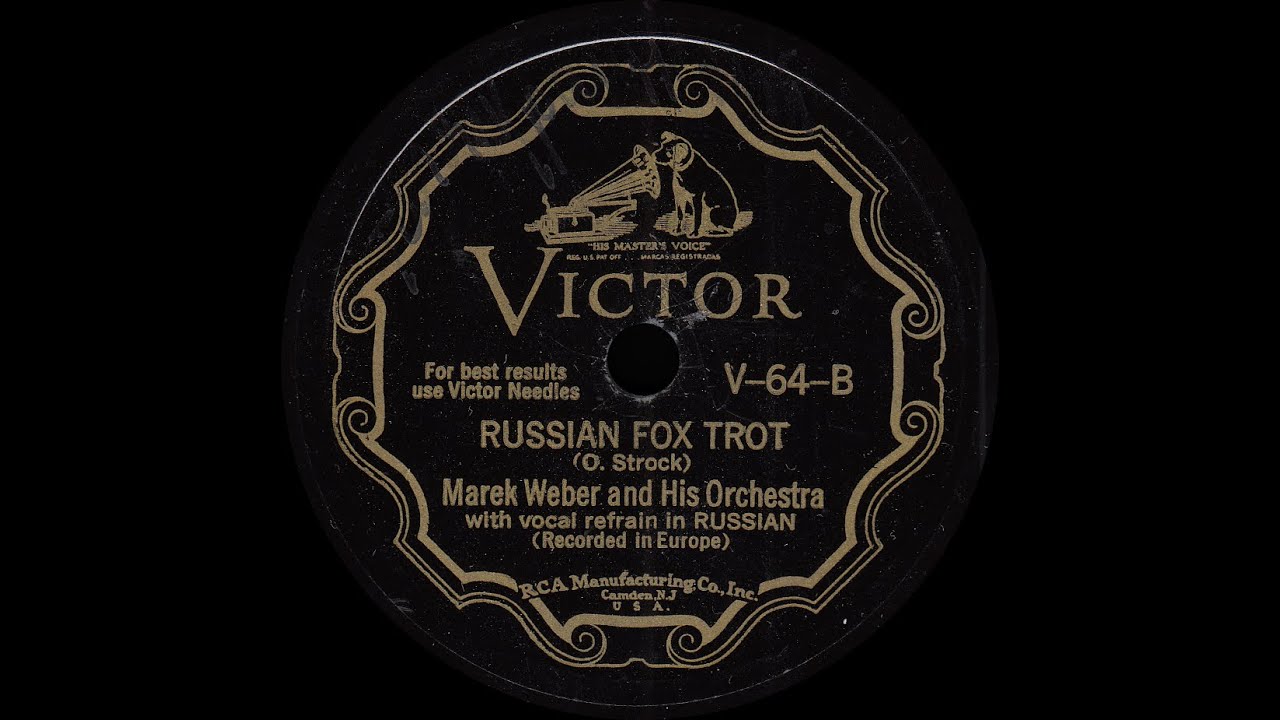 "HIS MASTER'S VOICE"
REG. U.S. PAT. OFF. . . . MARCAS REGISTRADAS
VICTOR
For best results
use Victor Needles
V-64-B
RUSSIAN FOX TROT
(O. Strock)
Marek Weber and His Orchestra
with vocal refrain in RUSSIAN
(Recorded in Europe)
RCA Manufacturing Co., Inc.
Camden, N.J
U S A.